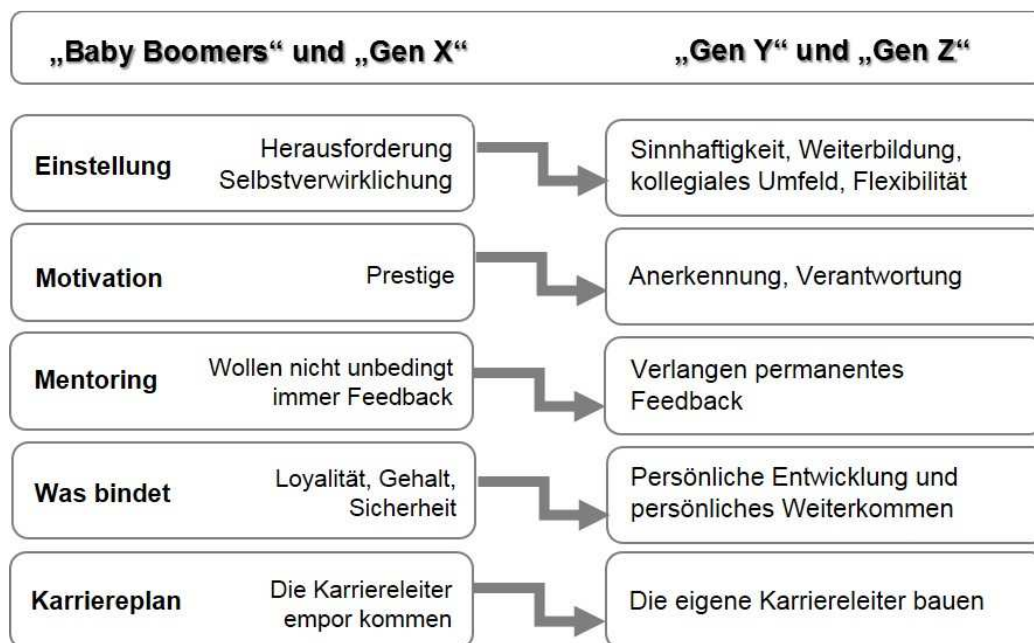 „Baby Boomers“ und „Gen X“ „Gen Y“ und „Gen Z“
Einstellung
Herausforderung
Selbstverwirklichung
Sinnhaftigkeit, Weiterbildung,
kollegiales Umfeld, Flexibilität
Motivation
Prestige
Anerkennung, Verantwortung
Mentoring
Wollen nicht unbedingt
immer Feedback
Verlangen permanentes
Feedback
Was bindet
Loyalität, Gehalt,
Sicherheit
Persönliche Entwicklung und
persönliches Weiterkommen
Karriereplan
Die Karriereleiter
empor kommen
Die eigene Karriereleiter bauen